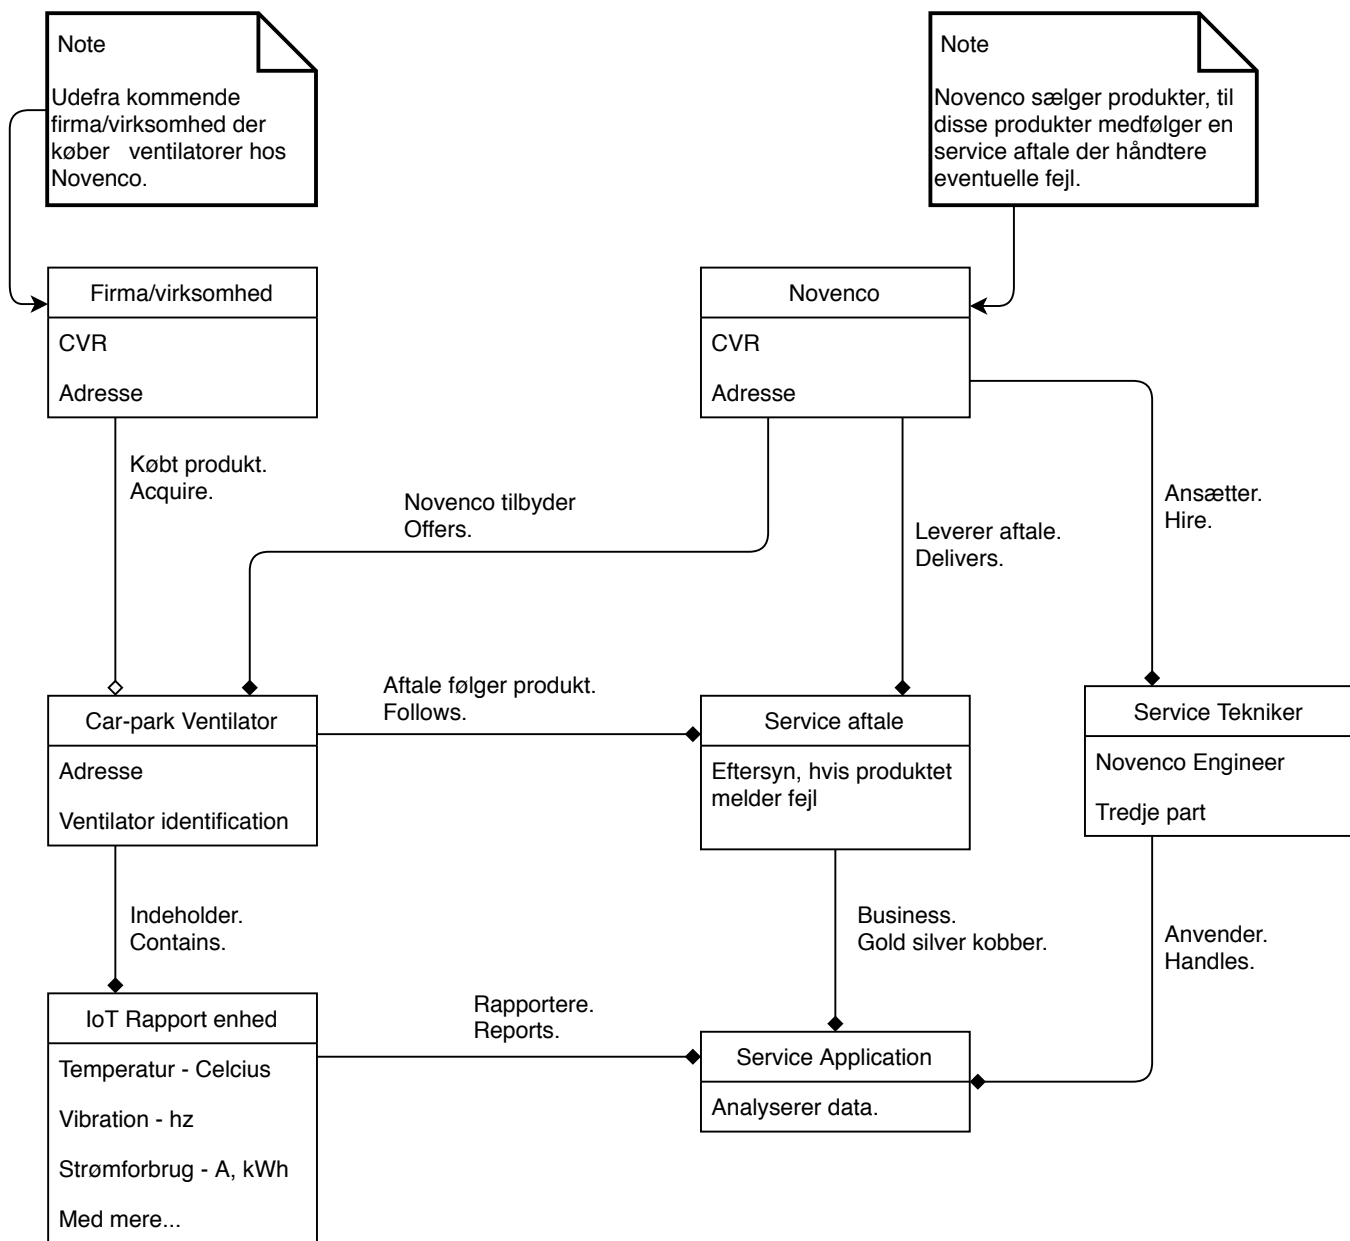 Note
Udefra kommende
firma/virksomhed der
køber ventilatorer hos
Novenco.
Note
Novenco sælger produkter, til
disse produkter medfølger en
service aftale der håndtere
eventuelle fejl.
Firma/virksomhed
CVR
Adresse
Novenco
CVR
Adresse
Købt produkt.
Acquire.
Novenco tilbyder
Offers.
Leverer aftale.
Delivers.
Ansætter.
Hire.
Aftale følger produkt.
Follows.
Car-park Ventilator
Adresse
Ventilator identification
Service aftale
Eftersyn, hvis produktet
melder fejl
Service Tekniker
Novenco Engineer
Tredje part
Indeholder.
Contains.
Business.
Gold silver kobber.
Anvender.
Handles.
Rapportere.
Reports.
IoT Rapport enhed
Temperatur - Celcius
Vibration - hz
Strømforbrug - A, kWh
Med mere...
Service Application
Analyserer data.